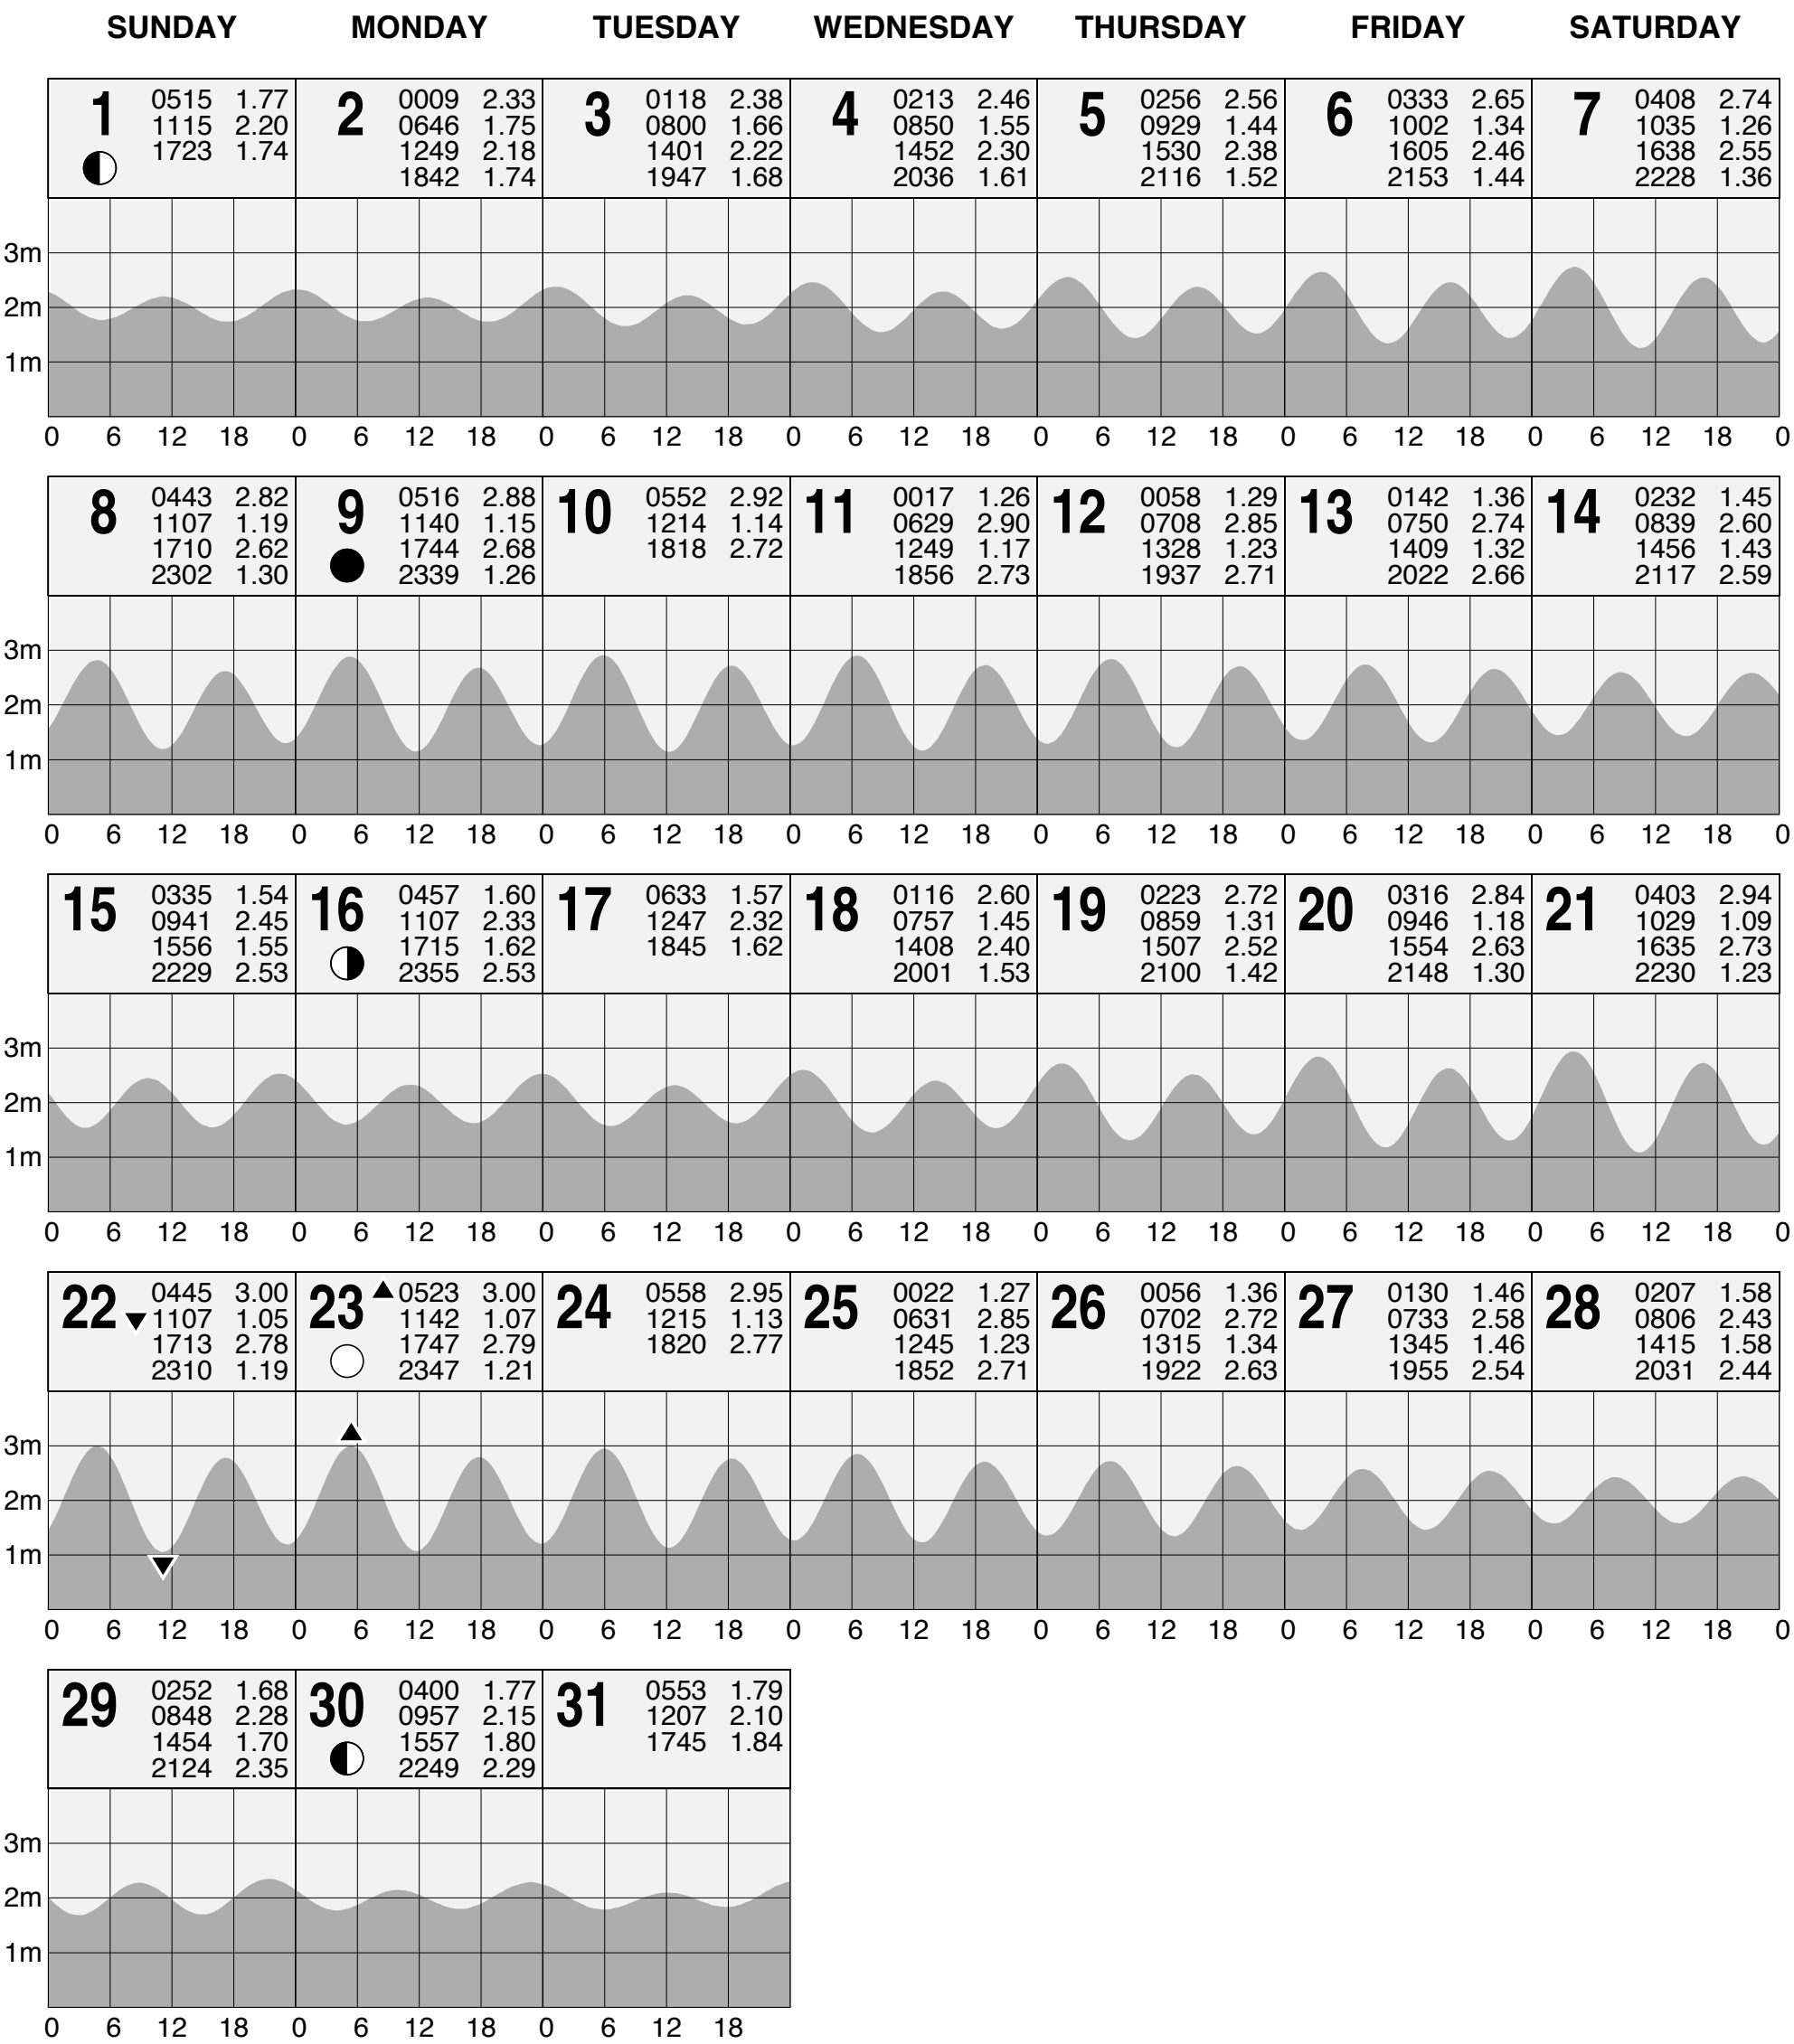 SUNDAY MONDAY TUESDAY WEDNESDAY THURSDAY FRIDAY SATURDAY
1 0515 1.77 2 0009 2.33 3 0118 2.38 4 0213 2.46 5 0256 2.56 6 0333 2.65 7 0408 2.74
1115 2.20 0646 1.75 0800 1.66 0850 1.55 0929 1.44 1002 1.34 1035 1.26
1723 1.74 1249 2.18 1401 2.22 1452 2.30 1530 2.38 1605 2.46 1638 2.55
1842 1.74 1947 1.68 2036 1.61 2116 1.52 2153 1.44 2228 1.36
3m
2m
1m
0 6 12 18 0 6 12 18 0 6 12 18 0 6 12 18 0 6 12 18 0 6 12 18 0 6 12 18 0
8 0443 2.82 9 0516 2.88 10 0552 2.92 11 0017 1.26 12 0058 1.29 13 0142 1.36 14 0232 1.45
1107 1.19 1140 1.15 1214 1.14 0629 2.90 0708 2.85 0750 2.74 0839 2.60
1710 2.62 1744 2.68 1818 2.72 1249 1.17 1328 1.23 1409 1.32 1456 1.43
2302 1.30 2339 1.26 1856 2.73 1937 2.71 2022 2.66 2117 2.59
3m
2m
1m
0 6 12 18 0 6 12 18 0 6 12 18 0 6 12 18 0 6 12 18 0 6 12 18 0 6 12 18 0
15 0335 1.54 16 0457 1.60 17 0633 1.57 18 0116 2.60 19 0223 2.72 20 0316 2.84 21 0403 2.94
0941 2.45 1107 2.33 1247 2.32 0757 1.45 0859 1.31 0946 1.18 1029 1.09
1556 1.55 1715 1.62 1845 1.62 1408 2.40 1507 2.52 1554 2.63 1635 2.73
2229 2.53 2355 2.53 2001 1.53 2100 1.42 2148 1.30 2230 1.23
3m
2m
1m
0 6 12 18 0 6 12 18 0 6 12 18 0 6 12 18 0 6 12 18 0 6 12 18 0 6 12 18 0
22 0445 3.00 23 0523 3.00 24 0558 2.95 25 0022 1.27 26 0056 1.36 27 0130 1.46 28 0207 1.58
1107 1.05 1142 1.07 1215 1.13 0631 2.85 0702 2.72 0733 2.58 0806 2.43
1713 2.78 1747 2.79 1820 2.77 1245 1.23 1315 1.34 1345 1.46 1415 1.58
2310 1.19 2347 1.21 1852 2.71 1922 2.63 1955 2.54 2031 2.44
3m
2m
1m
0 6 12 18 0 6 12 18 0 6 12 18 0 6 12 18 0 6 12 18 0 6 12 18 0 6 12 18 0
29 0252 1.68 30 0400 1.77 31 0553 1.79
0848 2.28 0957 2.15 1207 2.10
1454 1.70 1557 1.80 1745 1.84
2124 2.35 2249 2.29
3m
2m
1m
0 6 12 18 0 6 12 18 0 6 12 18